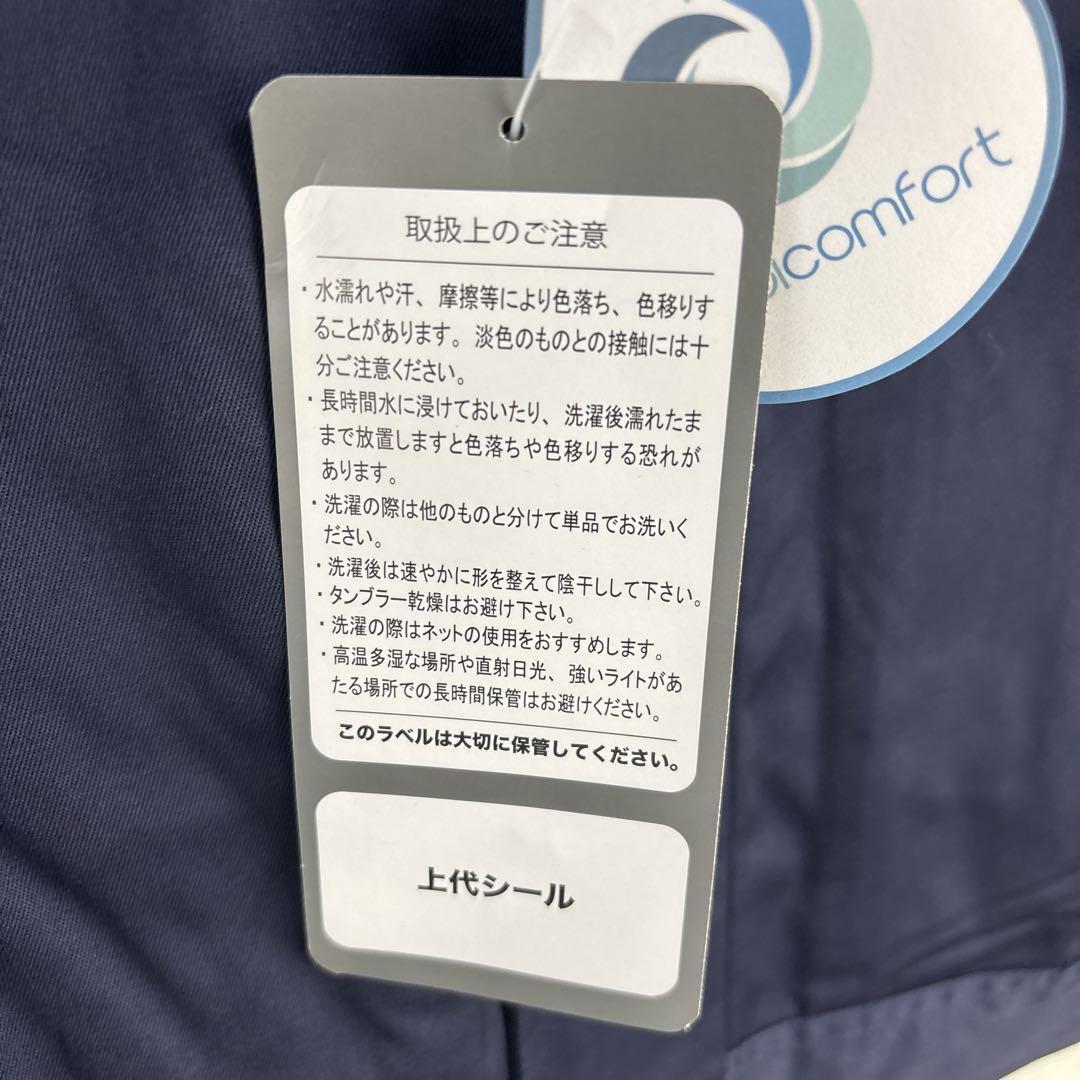 取扱上のご注意
・水濡れや汗、摩擦等により色落ち、色移りす
ることがあります。淡色のものとの接触には十
分ご注意ください。
・長時間水に浸けておいたり、洗濯後濡れたま
まで放置しますと色落ちや色移りする恐れが
あります。
・洗濯の際は他のものと分けて単品でお洗いく
ださい。
・洗濯後は速やかに形を整えて陰干しして下さい。
・タンブラー乾燥はお避け下さい。
・洗濯の際はネットの使用をおすすめします。
・高温多湿な場所や直射日光、強いライトがあ
たる場所での長時間保管はお避けください。
このラベルは大切に保管してください。
上代シール